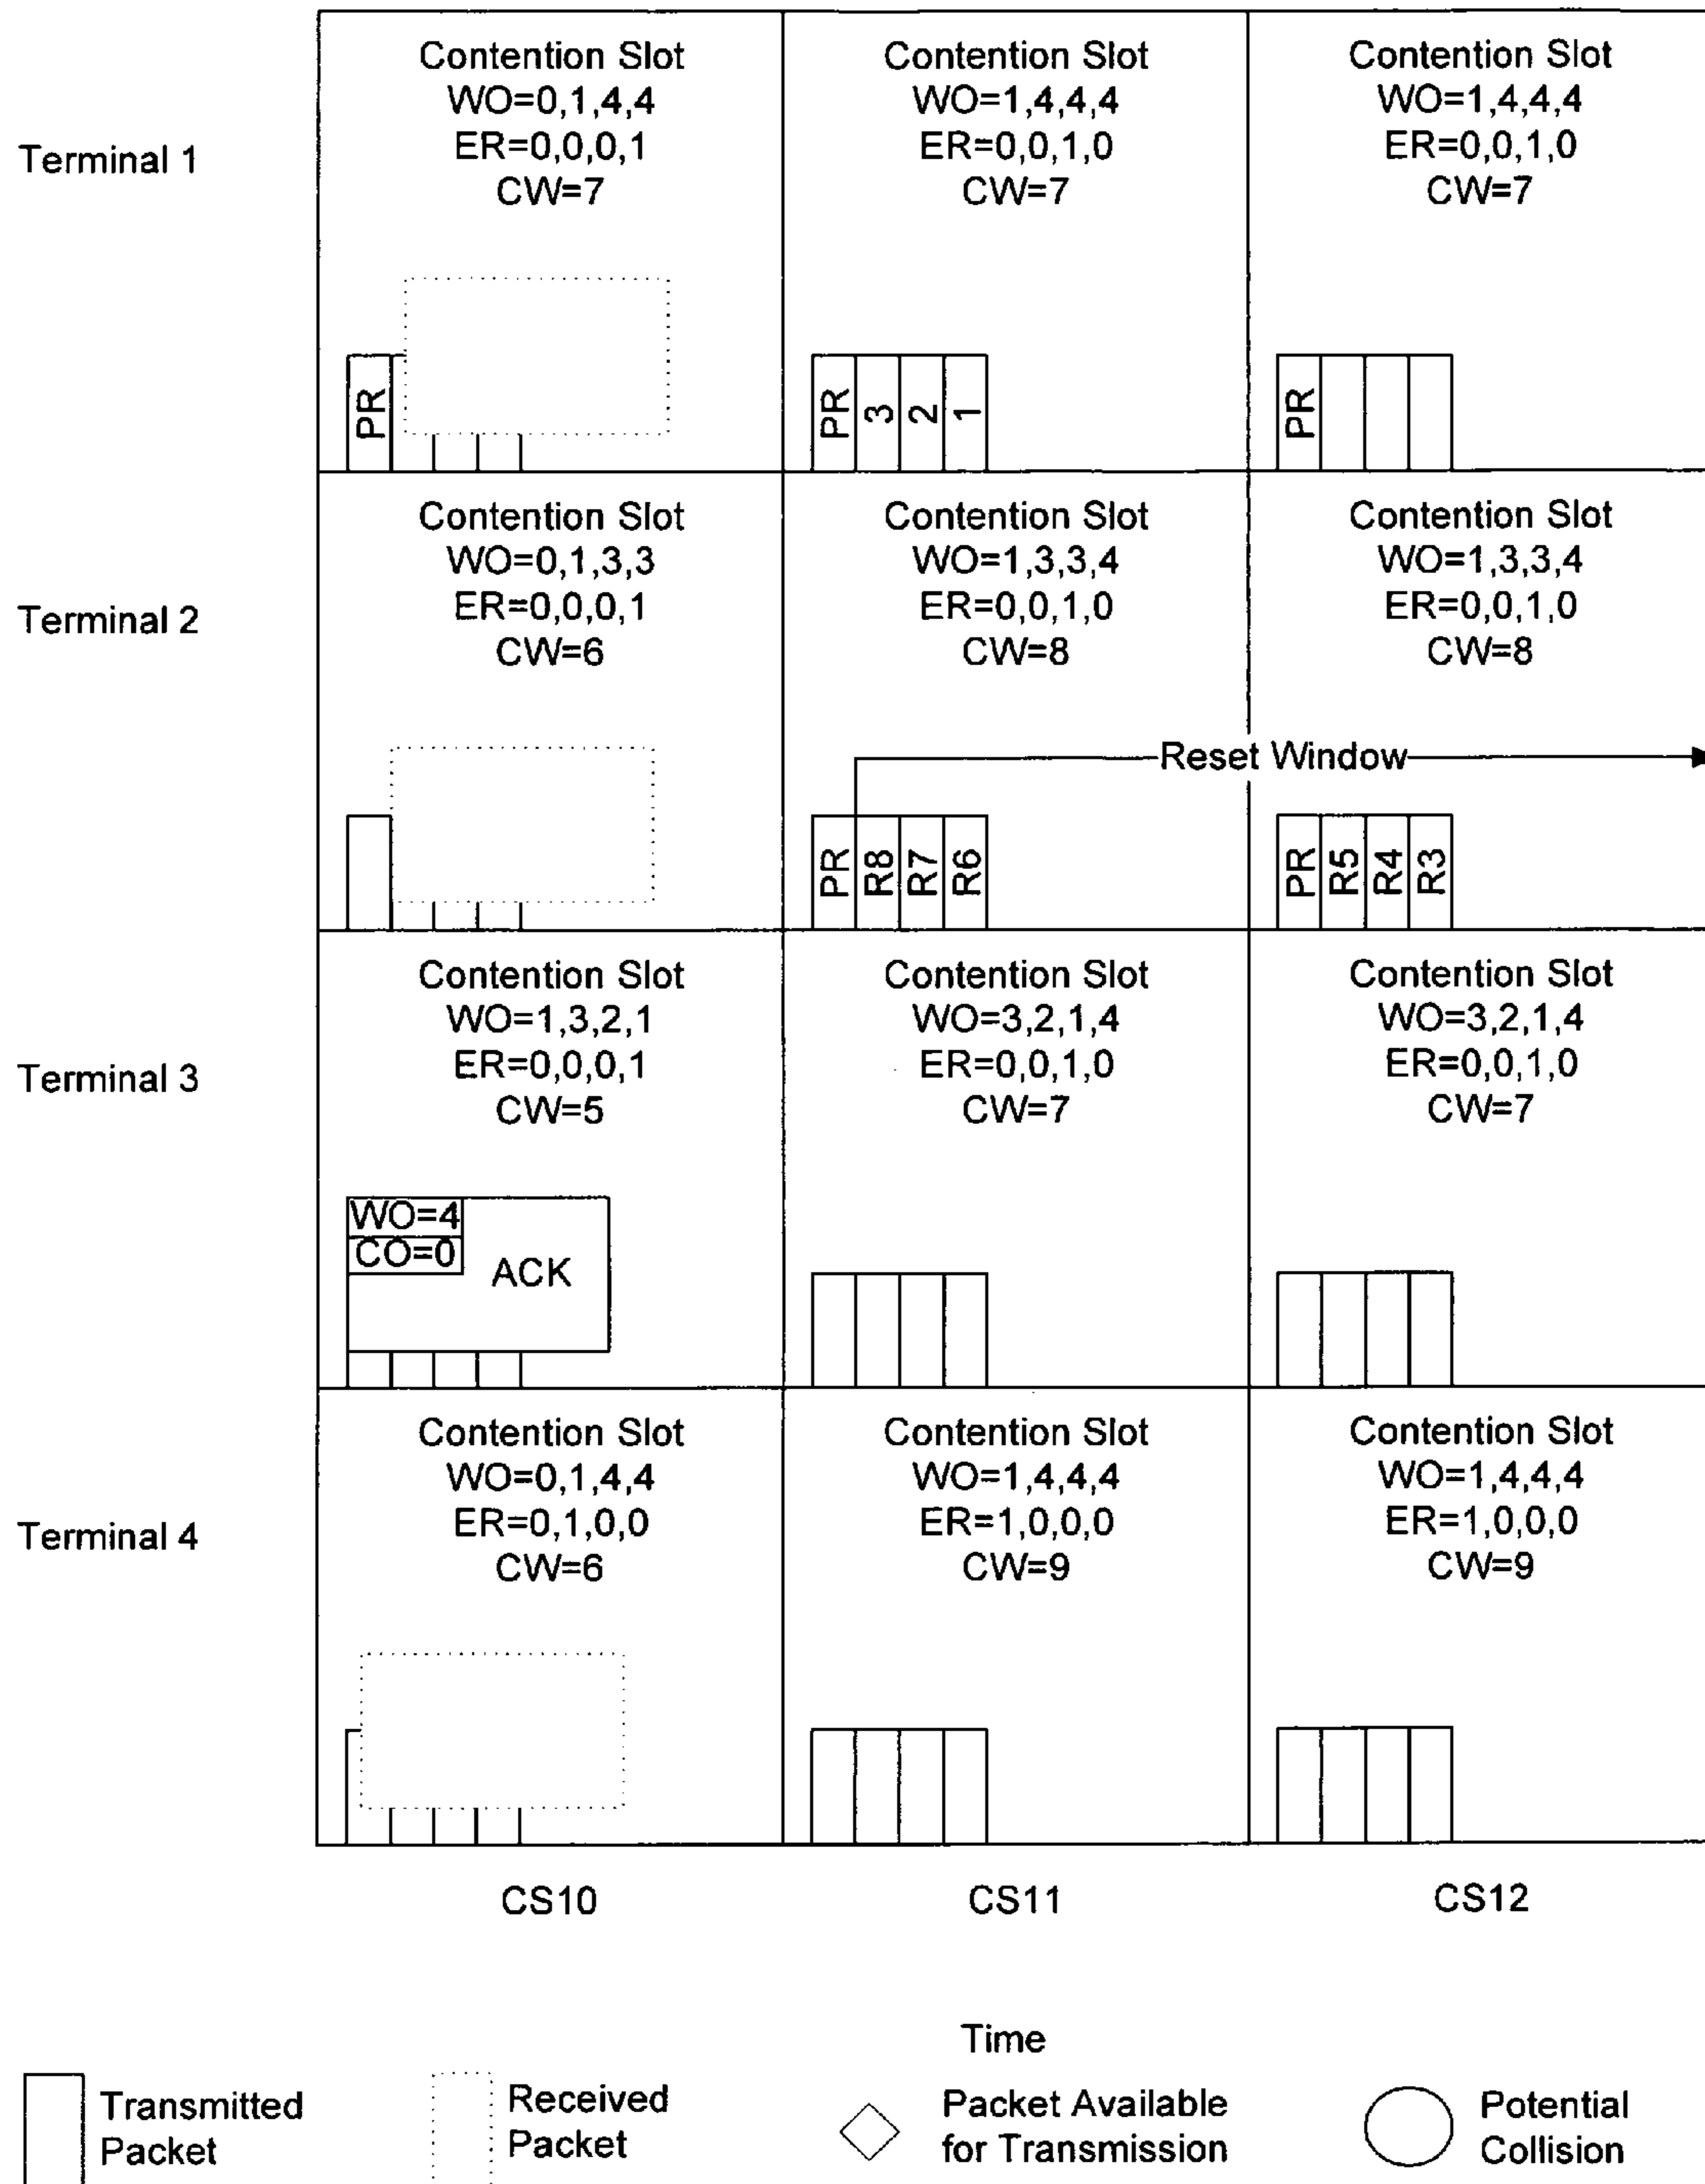 Terminal 1
Contention Slot
WO=0,1,4,4
ER=0,0,0,1
CW=7
PR
Contention Slot
WO=1,4,4,4
ER=0,0,1,0
CW=7
PR
3
2
1
Contention Slot
WO=1,4,4,4
ER=0,0,1,0
CW=7
PR
Terminal 2
Contention Slot
WO=0,1,3,3
ER=0,0,0,1
CW=6
Contention Slot
WO=1,3,3,4
ER=0,0,1,0
CW=8
Contention Slot
WO=1,3,3,4
ER=0,0,1,0
CW=8
Reset Window
PR
R8
R7
R6
PR
R5
R4
R3
Terminal 3
Contention Slot
WO=1,3,2,1
ER=0,0,0,1
CW=5
WO=4
CO=0
ACK
Contention Slot
WO=3,2,1,4
ER=0,0,1,0
CW=7
Contention Slot
WO=3,2,1,4
ER=0,0,1,0
CW=7
Terminal 4
Contention Slot
WO=0,1,4,4
ER=0,1,0,0
CW=6
Contention Slot
WO=1,4,4,4
ER=1,0,0,0
CW=9
Contention Slot
WO=1,4,4,4
ER=1,0,0,0
CW=9
CS10
CS11
CS12
Time
Transmitted
Packet
Received
Packet
Packet Available
for Transmission
Potential
Collision